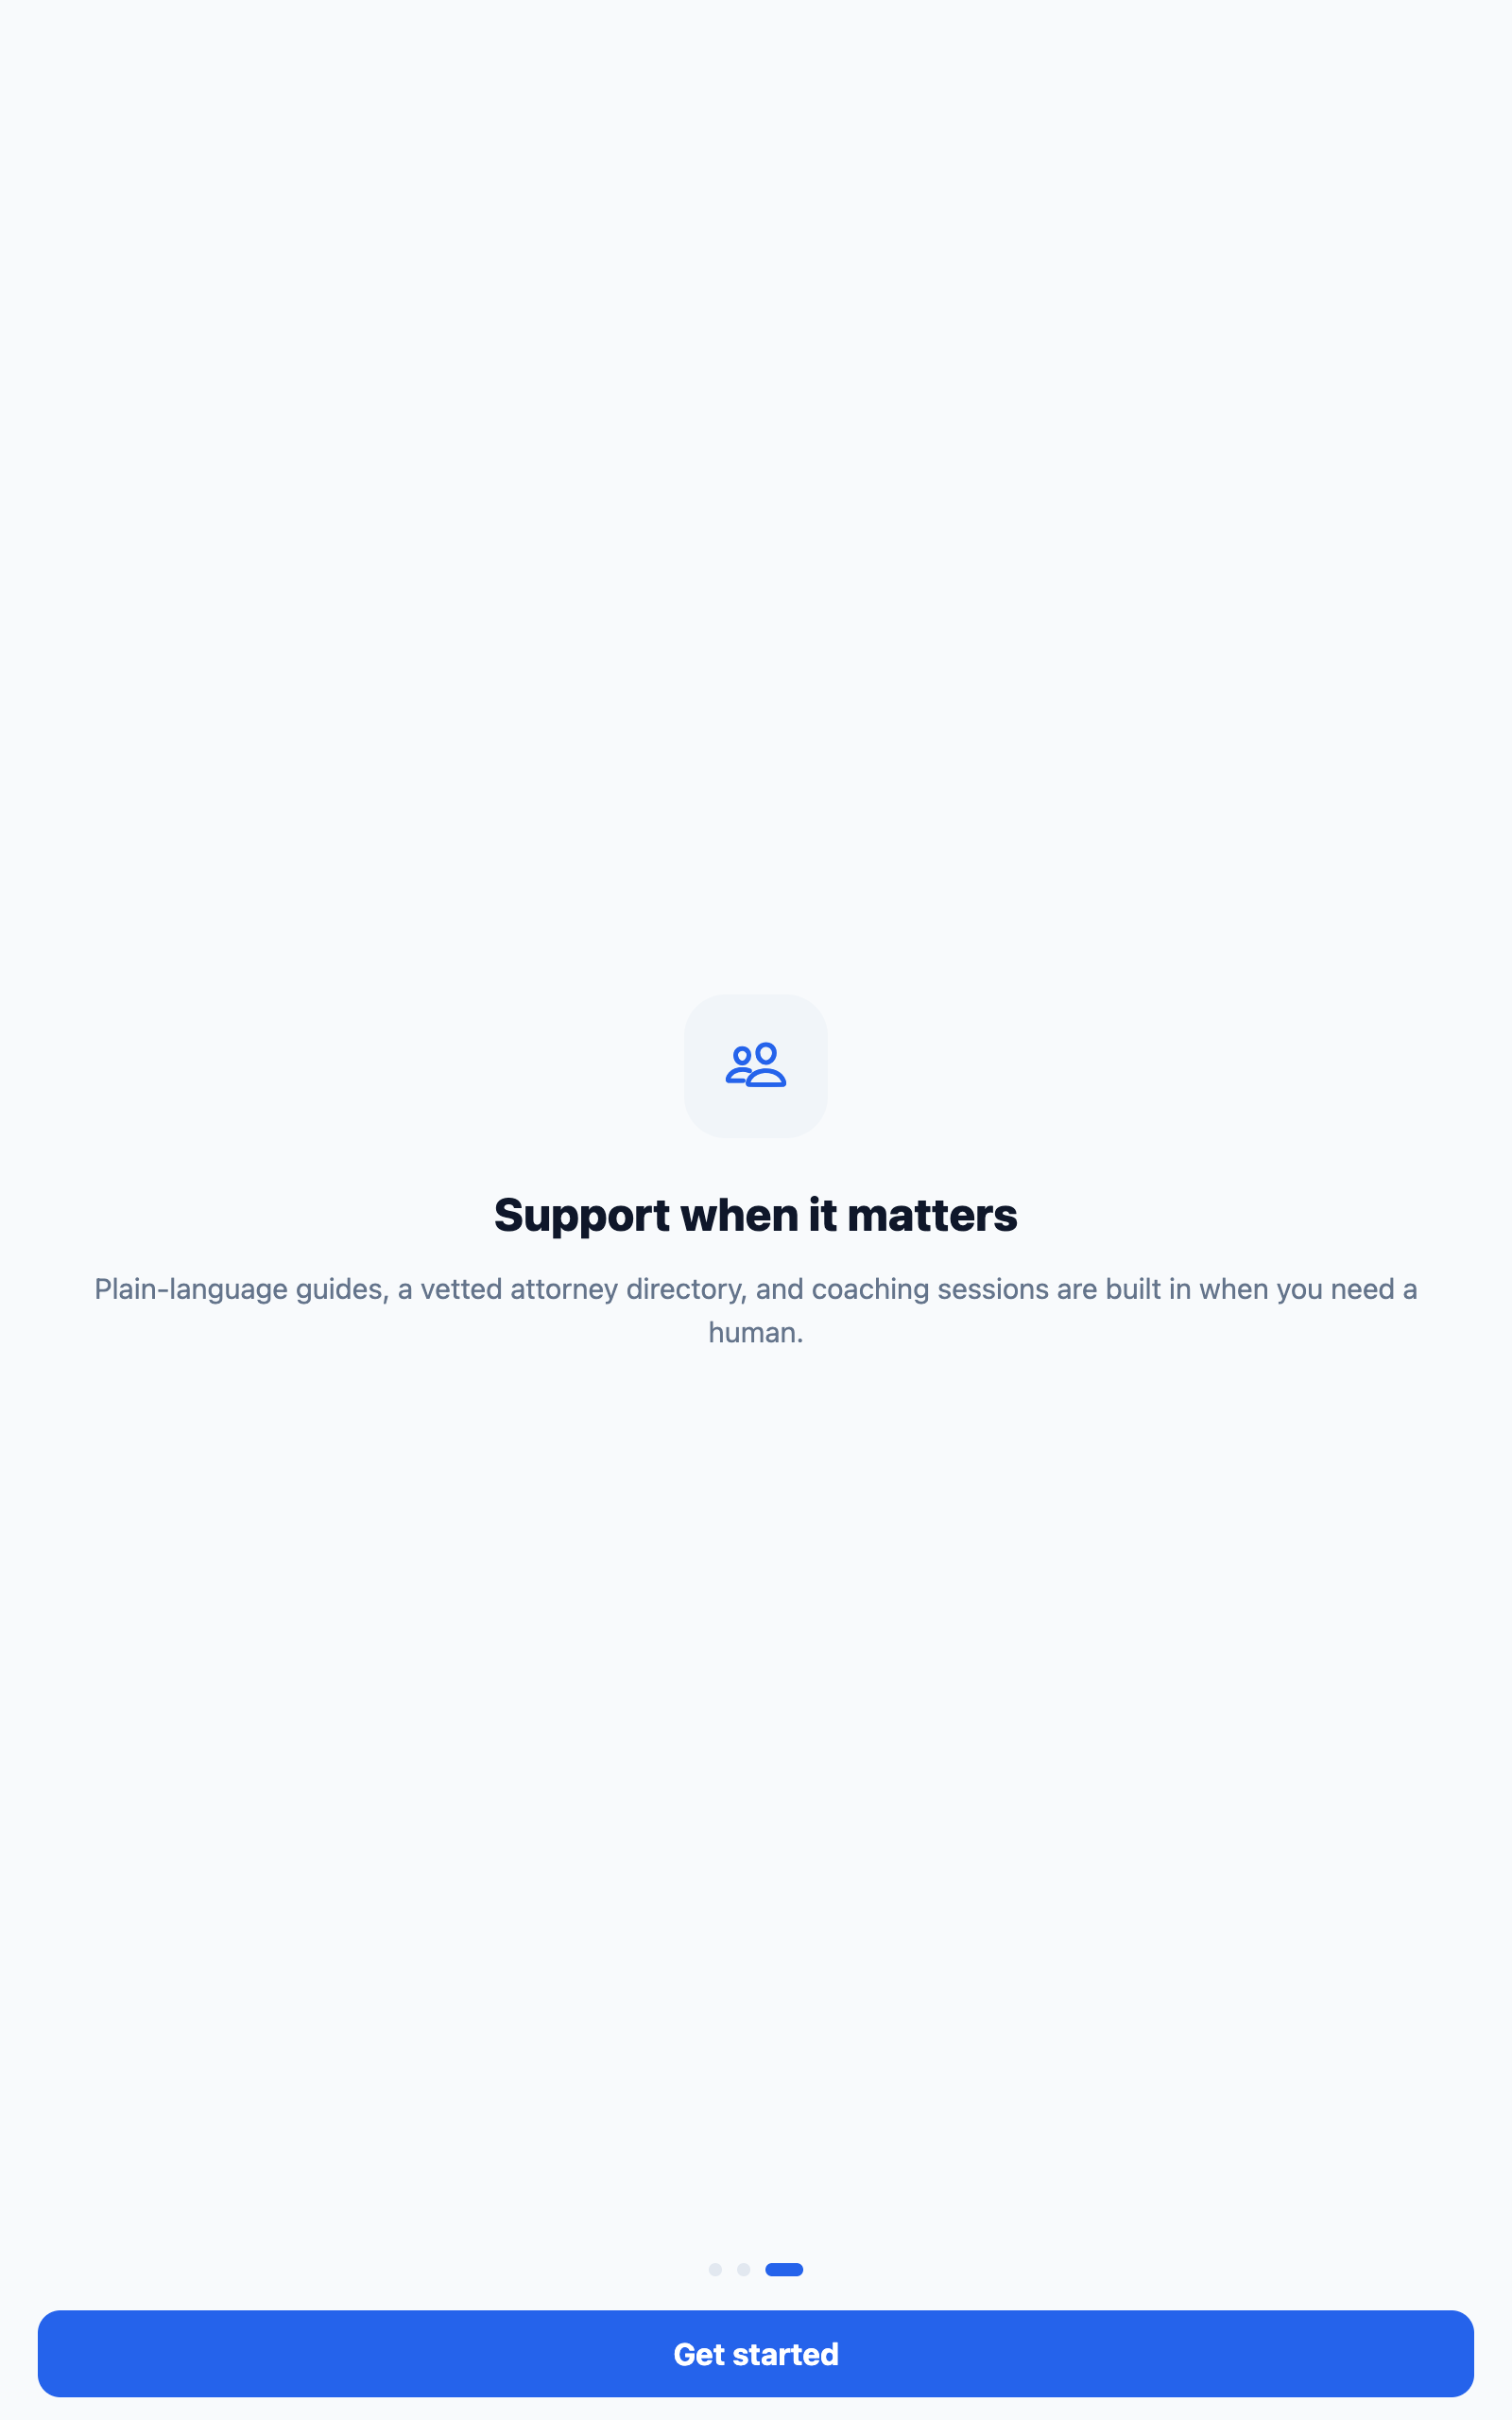 Support when it matters
Plain-language guides, a vetted attorney directory, and coaching sessions are built in when you need a
human.
Get started